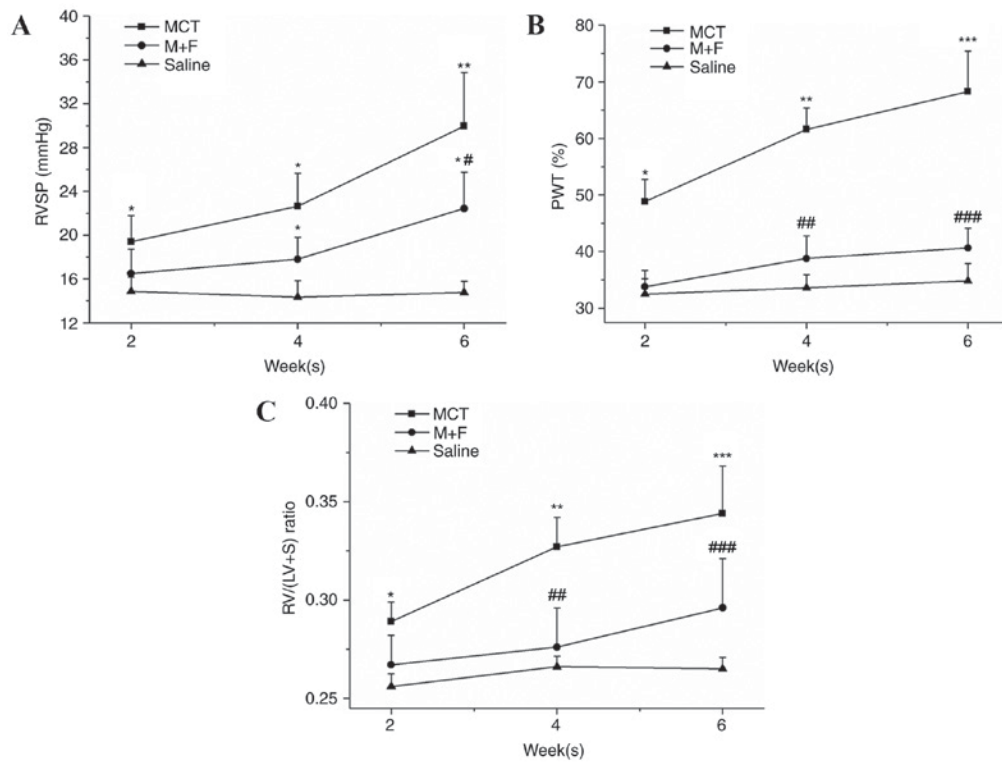 A
MCT
M+F
Saline
RVSP (mmHg)
40
36
32
28
24
20
16
12
*
*
**
*
*#
2
4
6
Week(s)
B
MCT
M+F
Saline
PWT (%)
80
70
60
50
40
30
*
**
***
##
###
2
4
6
Week(s)
C
MCT
M+F
Saline
RV/(LV+S) ratio
0.40
0.35
0.30
0.25
*
**
***
##
###
2
4
6
Week(s)